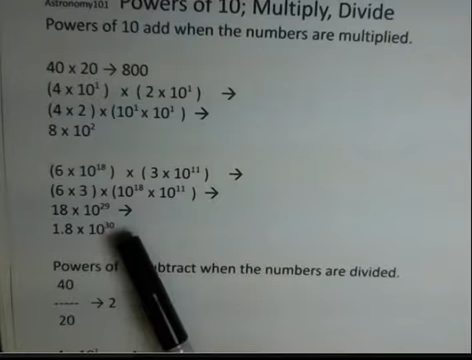 Astronomy101 Powers of 10; Multiply, Divide
Powers of 10 add when the numbers are multiplied.
40 x 20 → 800
(4 x 10¹) x ( 2 x 10¹ ) →
(4 x 2 ) x (10¹ x 10¹ ) →
8 x 10²
(6 x 10¹⁸ ) x ( 3 x 10¹¹ ) →
(6 x 3 ) x (10¹⁸ x 10¹¹ ) →
18 x 10²⁹ →
1.8 x 10³⁰
Powers of btract when the numbers are divided.
40
----- → 2
20